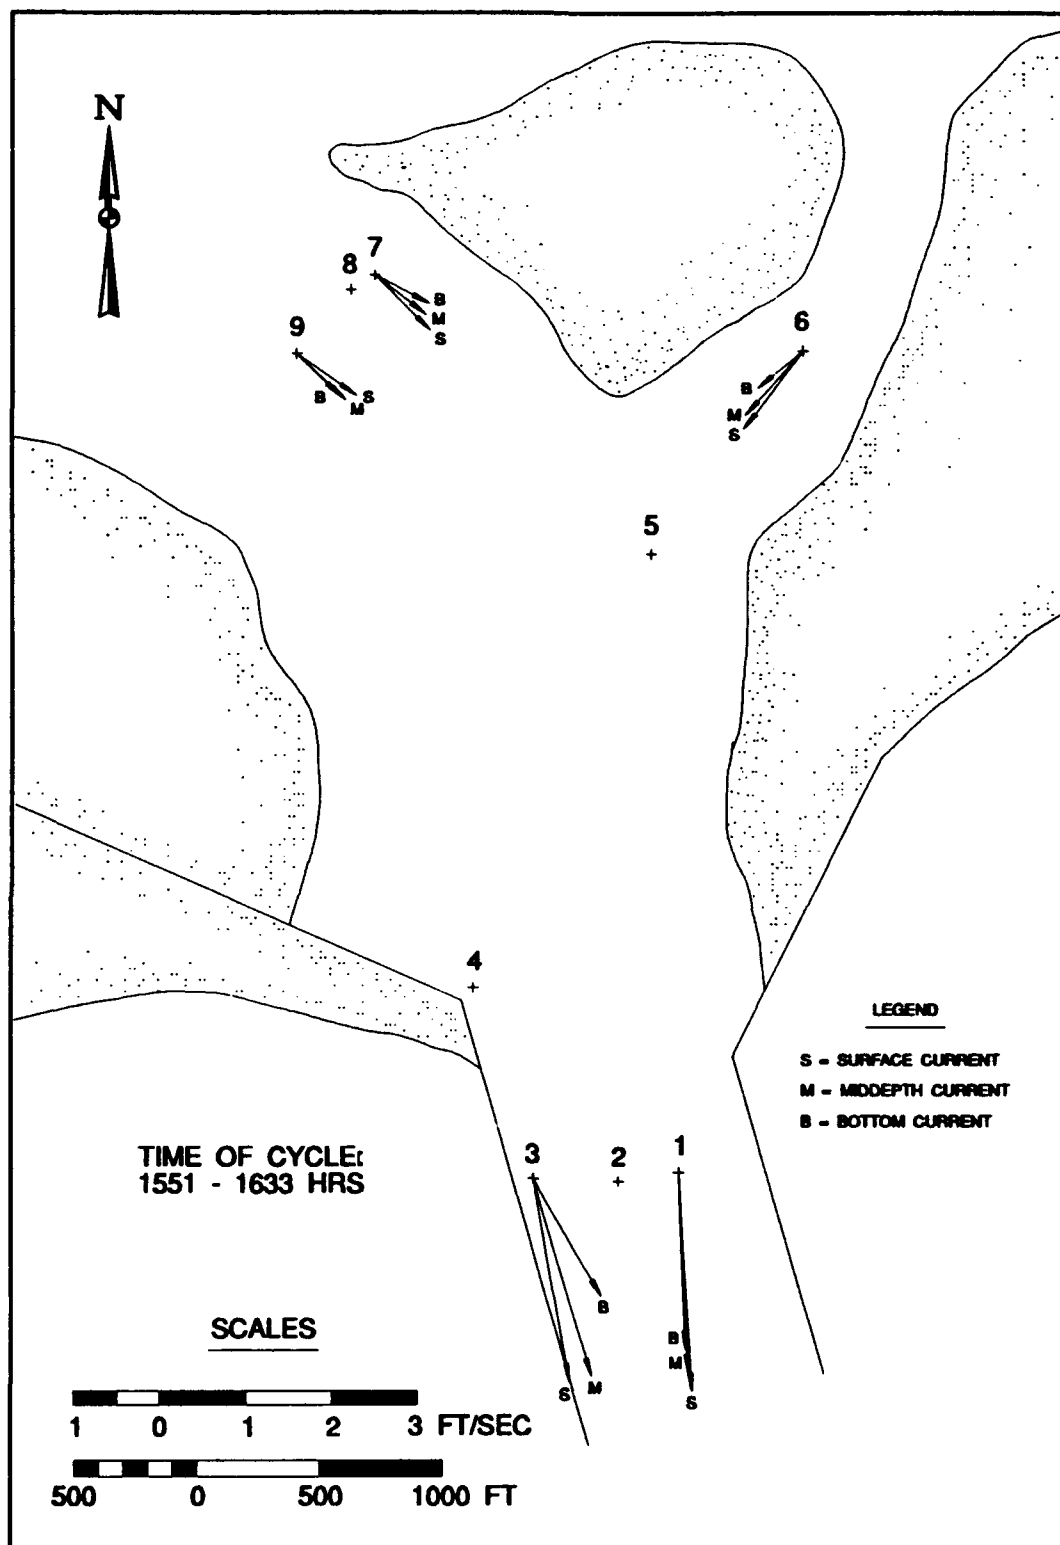 N
7
8
B
M
S
9
S
B
M
6
B
M
S
5
4
LEGEND
S - SURFACE CURRENT
M - MIDDEPTH CURRENT
B - BOTTOM CURRENT
TIME OF CYCLE:
1551 - 1633 HRS
3
2
1
B
B
M
S
M
S
SCALES
1 0 1 2 3 FT/SEC
500 0 500 1000 FT